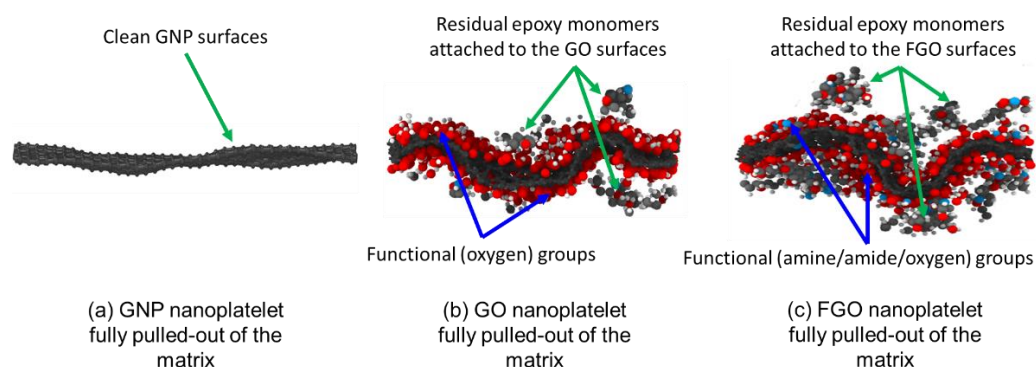 Clean GNP surfaces
Residual epoxy monomers
attached to the GO surfaces
Residual epoxy monomers
attached to the FGO surfaces
Functional (oxygen) groups
Functional (amine/amide/oxygen) groups
(a) GNP nanoplatelet
fully pulled-out of the
matrix
(b) GO nanoplatelet
fully pulled-out of the
matrix
(c) FGO nanoplatelet
fully pulled-out of the
matrix